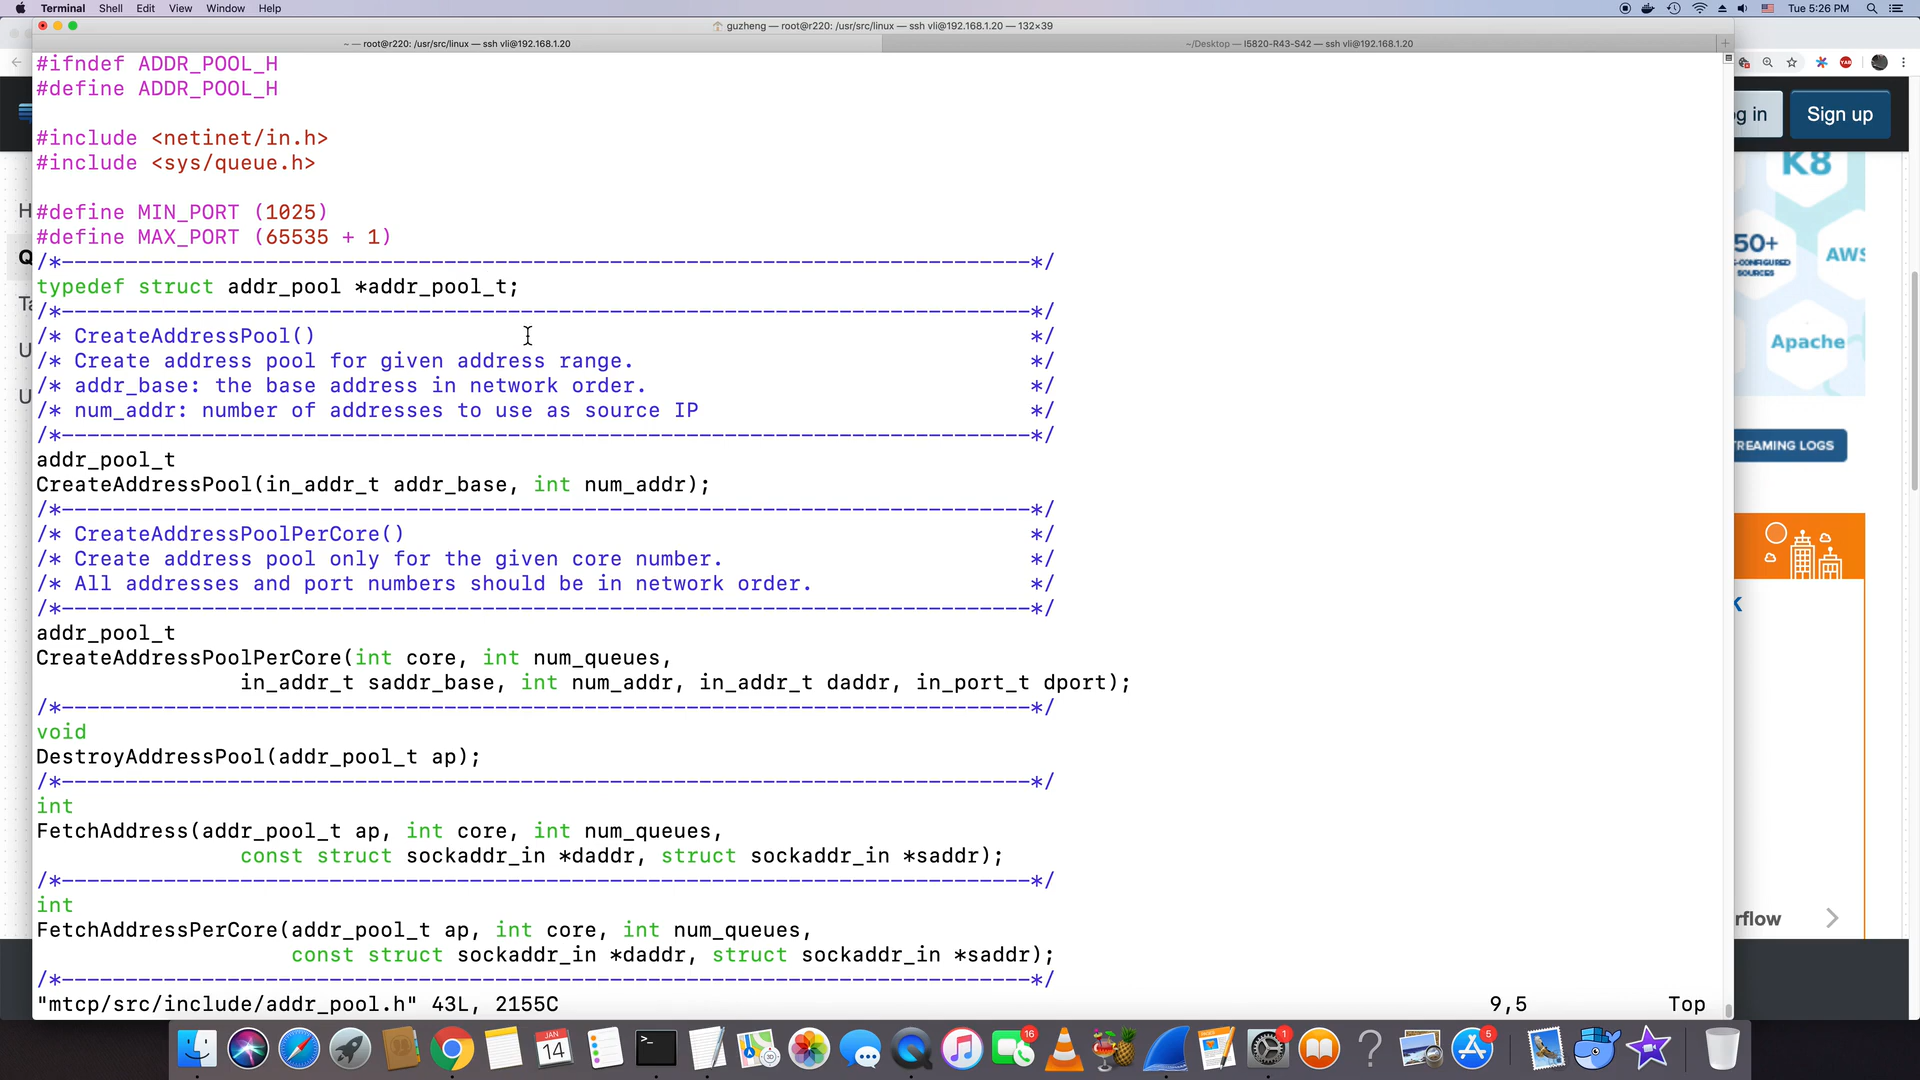 Terminal Shell Edit View Window Help
Tue 5:26 PM
guzheng — root@r220: /usr/src/linux — ssh vli@192.168.1.20 — 132×39
~ — root@r220: /usr/src/linux — ssh vli@192.168.1.20
~/Desktop — I5820-R43-S42 — ssh vli@192.168.1.20
#ifndef ADDR_POOL_H
#define ADDR_POOL_H
#include <netinet/in.h>
#include <sys/queue.h>
#define MIN_PORT (1025)
#define MAX_PORT (65535 + 1)
/*----------------------------------------------------------------------------*/
typedef struct addr_pool *addr_pool_t;
/*----------------------------------------------------------------------------*/
/* CreateAddressPool()                                                        */
/* Create address pool for given address range.                               */
/* addr_base: the base address in network order.                              */
/* num_addr: number of addresses to use as source IP                          */
/*----------------------------------------------------------------------------*/
addr_pool_t
CreateAddressPool(in_addr_t addr_base, int num_addr);
/*----------------------------------------------------------------------------*/
/* CreateAddressPoolPerCore()                                                 */
/* Create address pool only for the given core number.                        */
/* All addresses and port numbers should be in network order.                 */
/*----------------------------------------------------------------------------*/
addr_pool_t
CreateAddressPoolPerCore(int core, int num_queues,
                in_addr_t saddr_base, int num_addr, in_addr_t daddr, in_port_t dport);
/*----------------------------------------------------------------------------*/
void
DestroyAddressPool(addr_pool_t ap);
/*----------------------------------------------------------------------------*/
int
FetchAddress(addr_pool_t ap, int core, int num_queues,
                const struct sockaddr_in *daddr, struct sockaddr_in *saddr);
/*----------------------------------------------------------------------------*/
int
FetchAddressPerCore(addr_pool_t ap, int core, int num_queues,
                    const struct sockaddr_in *daddr, struct sockaddr_in *saddr);
/*----------------------------------------------------------------------------*/
"mtcp/src/include/addr_pool.h" 43L, 2155C 9,5 Top
g in
Sign up
K8
50+
AWS
Apache
TREAMING LOGS
K
rflow
H
Q
Ta
U
U
JAN
14
16
1
5